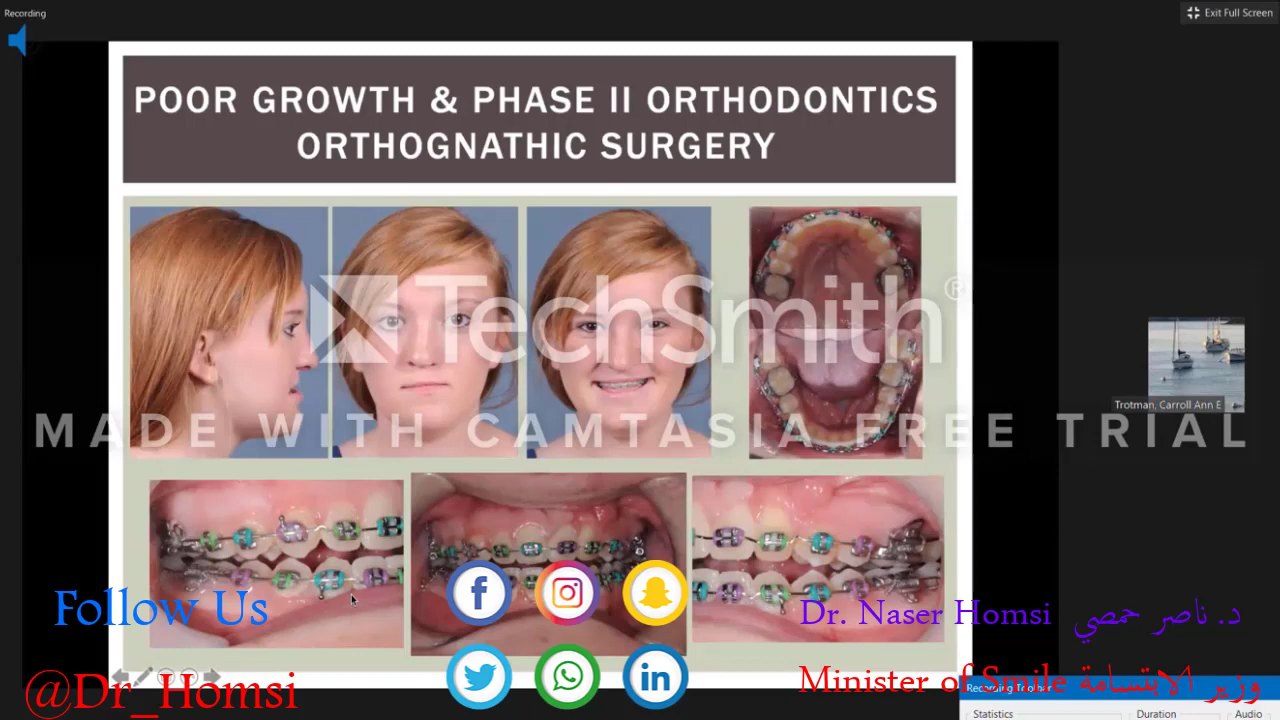 Recording
Exit Full Screen
POOR GROWTH & PHASE II ORTHODONTICS
ORTHOGNATHIC SURGERY
TechSmith®
Trotman, Carroll Ann E
MADE WITH CAMTASIA FREE TRIAL
Follow Us
Dr. Naser Homsi د. ناصر حمصي
@Dr_Homsi
Minister of Smile وزير الابتسامة
Recording Toolbar
Statistics
Duration
Audio